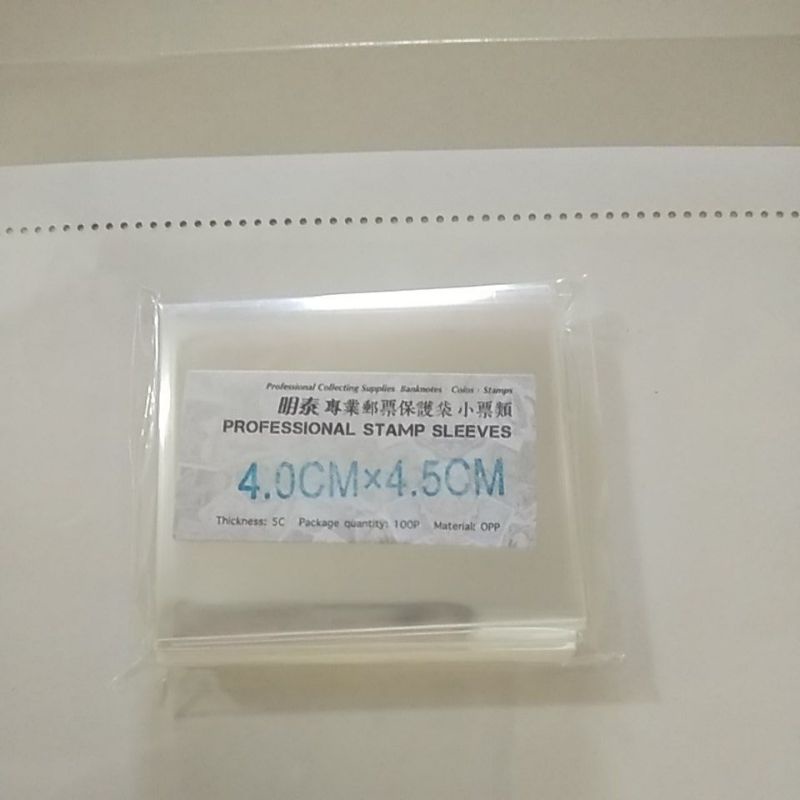 Professional Collecting Supplies Banknotes Coins · Stamps
明泰 專業郵票保護袋 小票類
PROFESSIONAL STAMP SLEEVES
4.0CM×4.5CM
Thickness: 5C Package quantity: 100P Material: OPP